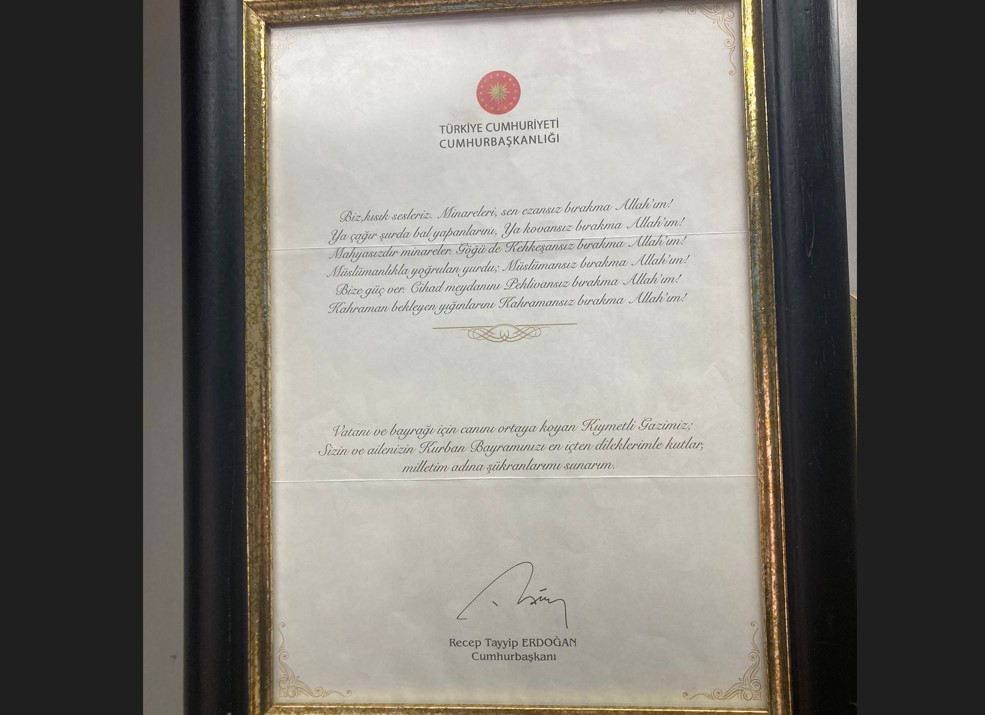 TÜRKİYE CUMHURİYETİ
CUMHURBAŞKANLIĞI
Biz, kısık sesleriz. Minareleri, sen ezansız bırakma Allah'ım!
Ya çağır şurda bal yapanlarını, Ya kovansız bırakma Allah'ım!
Mahyasızdır minareler. Göğü de Kehkeşansız bırakma Allah'ım!
Müslümanlıkla yoğrulan yurdu; Müslümansız bırakma Allah'ım!
Bize güç ver. Cihad meydanını Pehlivansız bırakma Allah'ım!
Kahraman bekleyen yığınlarını Kahramansız bırakma Allah'ım!
Vatanı ve bayrağı için canını ortaya koyan Kıymetli Gazimiz;
Sizin ve ailenizin Kurban Bayramınızı en içten dileklerimle kutlar,
milletim adına şükranlarımı sunarım.
Recep Tayyip ERDOĞAN
Cumhurbaşkanı